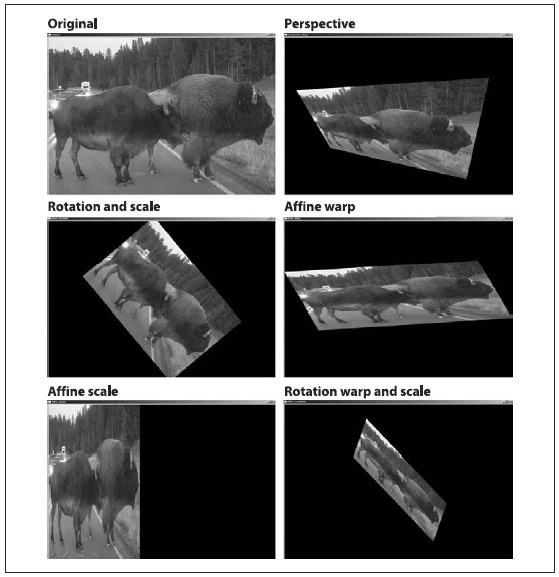 Original
Perspective
Rotation and scale
Affine warp
Affine scale
Rotation warp and scale